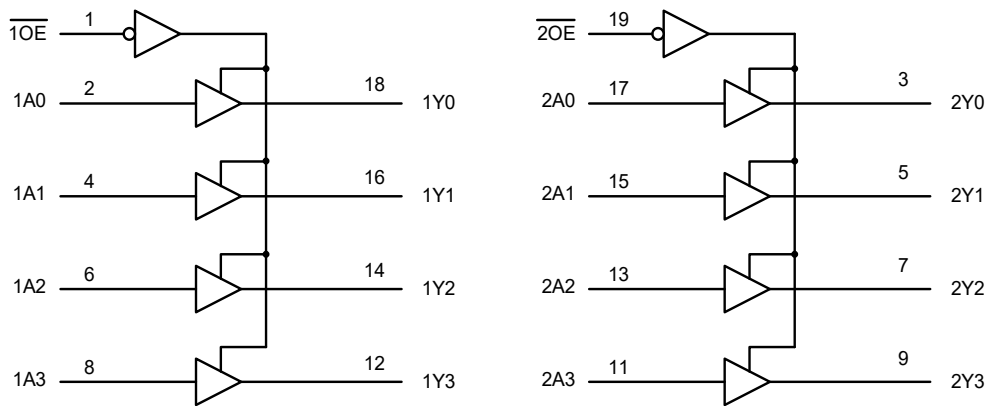 1OE 1 2OE 19
1A0 2 18 1Y0 2A0 17 3 2Y0
1A1 4 16 1Y1 2A1 15 5 2Y1
1A2 6 14 1Y2 2A2 13 7 2Y2
1A3 8 12 1Y3 2A3 11 9 2Y3